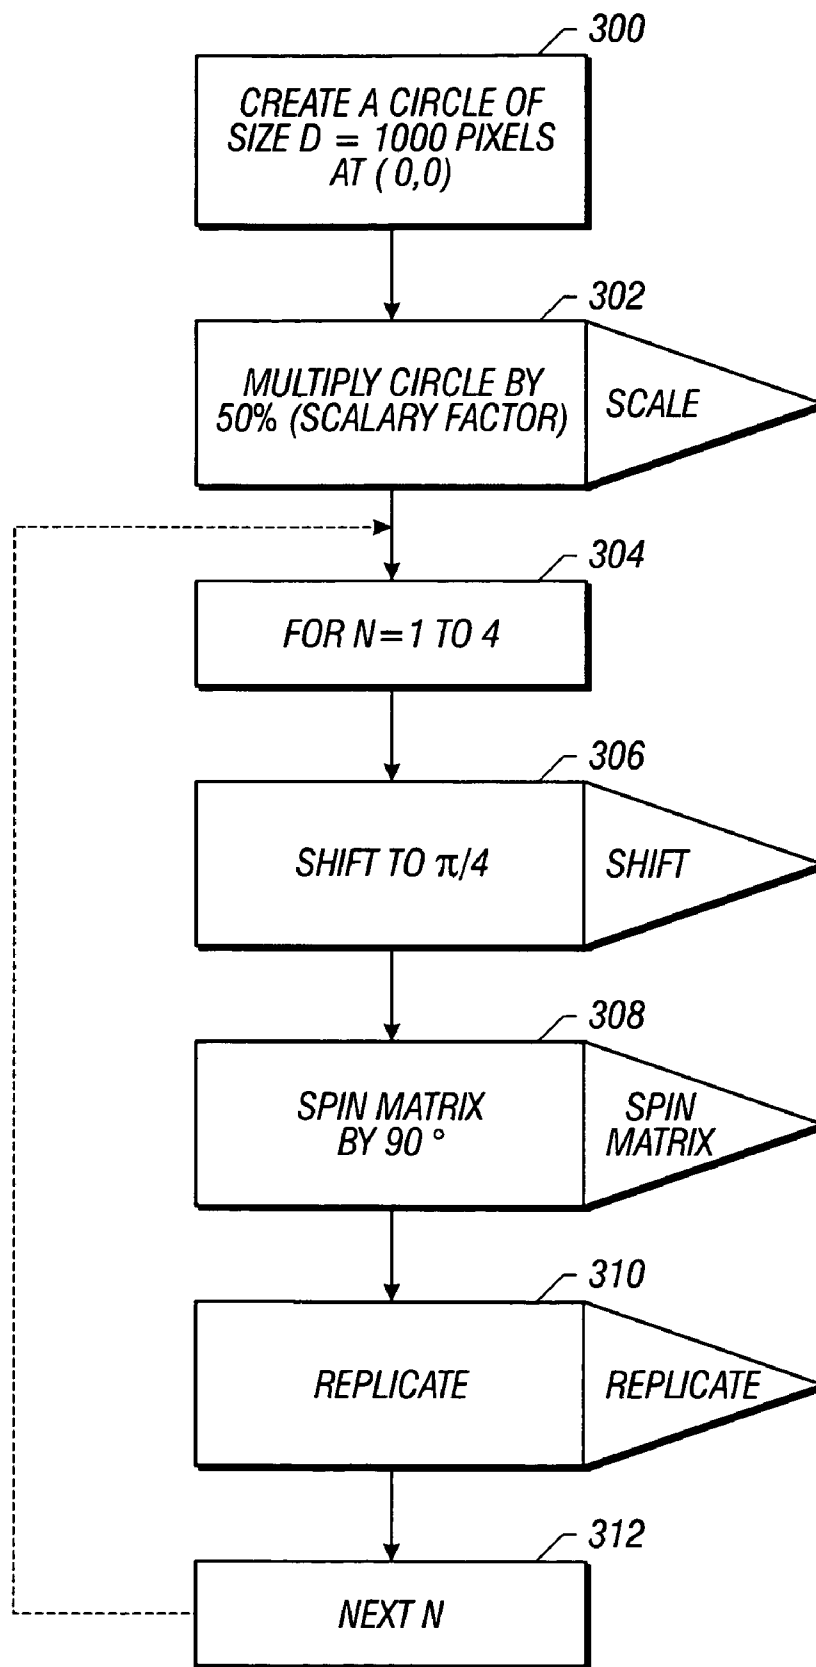 300
CREATE A CIRCLE OF
SIZE D = 1000 PIXELS
AT ( 0,0)
302
MULTIPLY CIRCLE BY
50% (SCALARY FACTOR)
SCALE
304
FOR N=1 TO 4
306
SHIFT TO π/4
SHIFT
308
SPIN MATRIX
BY 90 °
SPIN
MATRIX
310
REPLICATE
REPLICATE
312
NEXT N